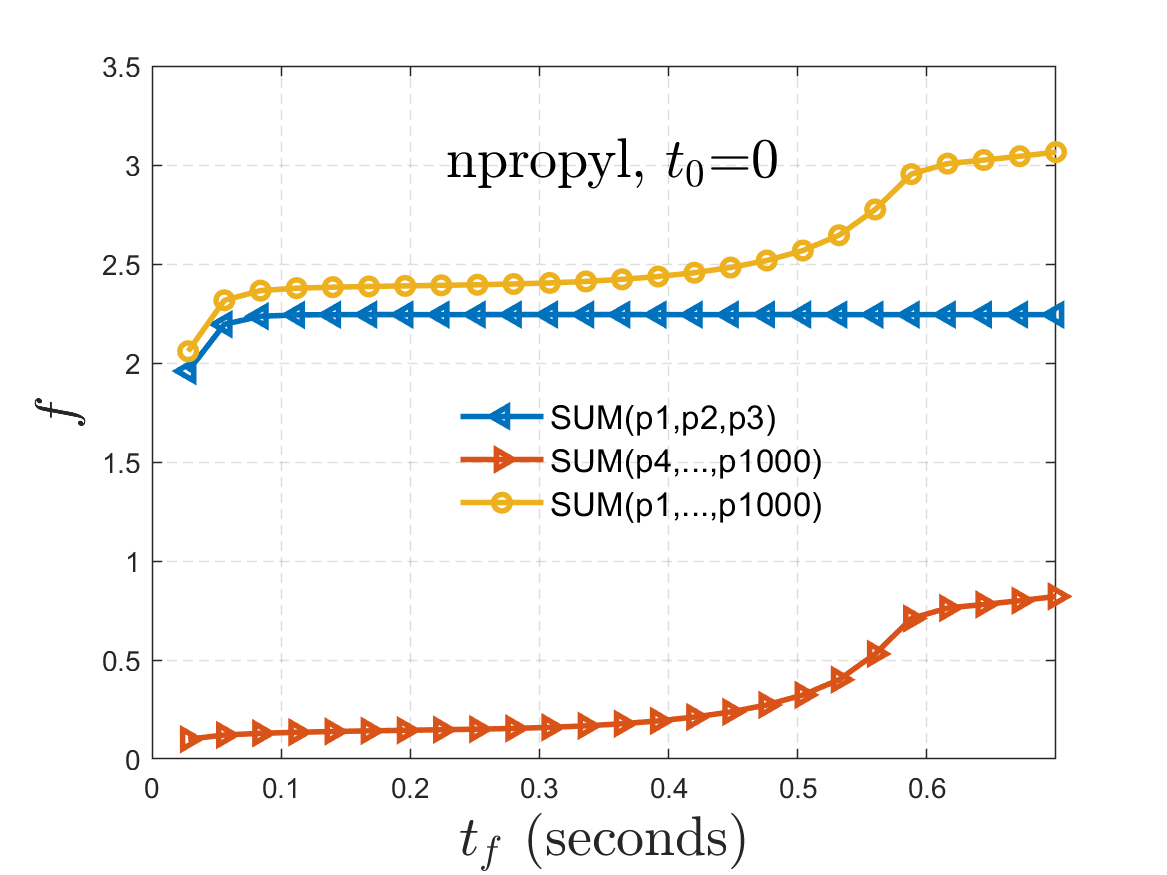 3.5
3
2.5
2
1.5
1
0.5
0
f
npropyl, t₀=0
SUM(p1,p2,p3)
SUM(p4,...,p1000)
SUM(p1,...,p1000)
0 0.1 0.2 0.3 0.4 0.5 0.6
t_f (seconds)